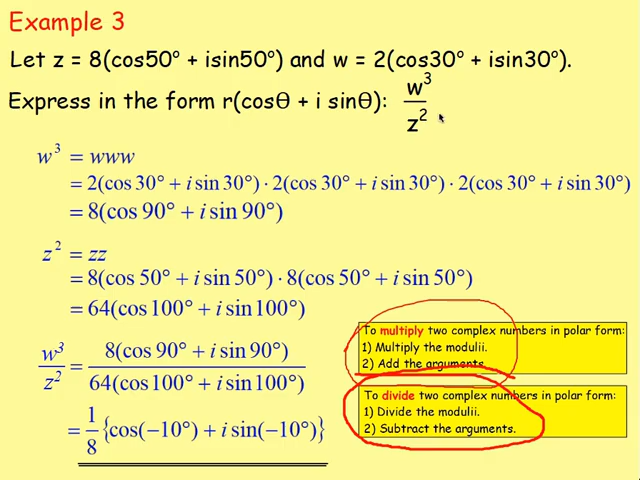 Example 3
Let z = 8(cos50° + isin50°) and w = 2(cos30° + isin30°).
Express in the form r(cosΘ + i sinΘ): w³/z²
w³ = www
= 2(cos 30° + i sin 30°) · 2(cos 30° + i sin 30°) · 2(cos 30° + i sin 30°)
= 8(cos 90° + i sin 90°)
z² = zz
= 8(cos 50° + i sin 50°) · 8(cos 50° + i sin 50°)
= 64(cos 100° + i sin 100°)
w³/z² = 8(cos 90° + i sin 90°)/64(cos 100° + i sin 100°)
= 1/8 {cos(−10°) + i sin(−10°)}
To multiply two complex numbers in polar form:
1) Multiply the modulii.
2) Add the arguments.
To divide two complex numbers in polar form:
1) Divide the modulii.
2) Subtract the arguments.